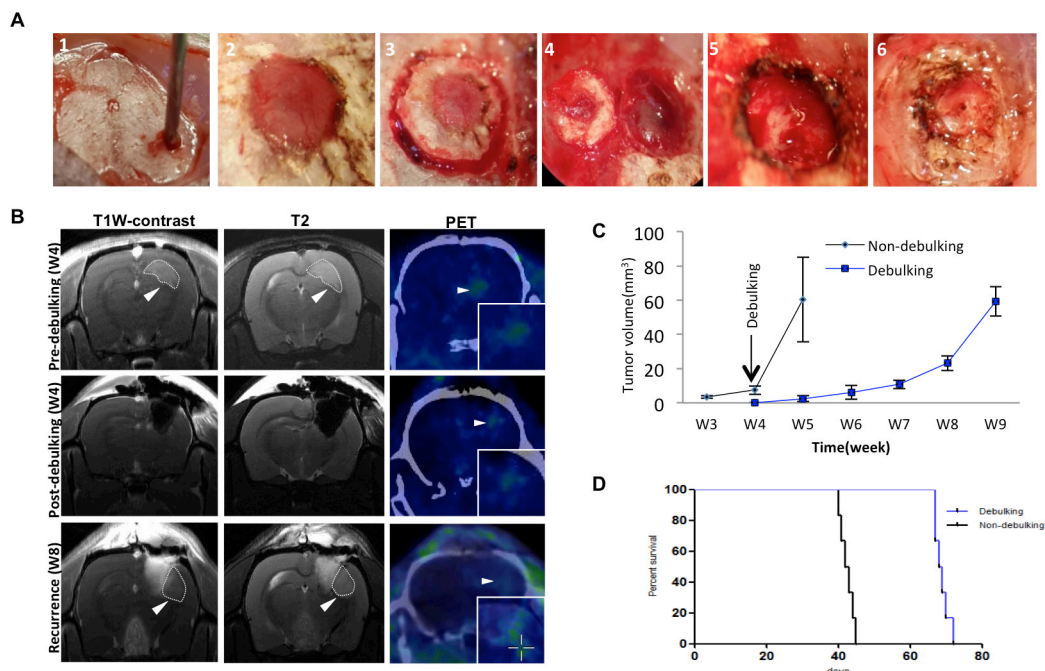 A
1 2 3 4 5 6
B
T1W-contrast T2 PET
Pre-debulking (W4)
Post-debulking (W4)
Recurrence (W8)
C
Tumor volume(mm³)
80
60
40
20
0
Debulking
Non-debulking
Debulking
W3 W4 W5 W6 W7 W8 W9
Time(week)
D
Percent survival
100
80
60
40
20
0
Debulking
Non-debulking
0 20 40 60 80
days